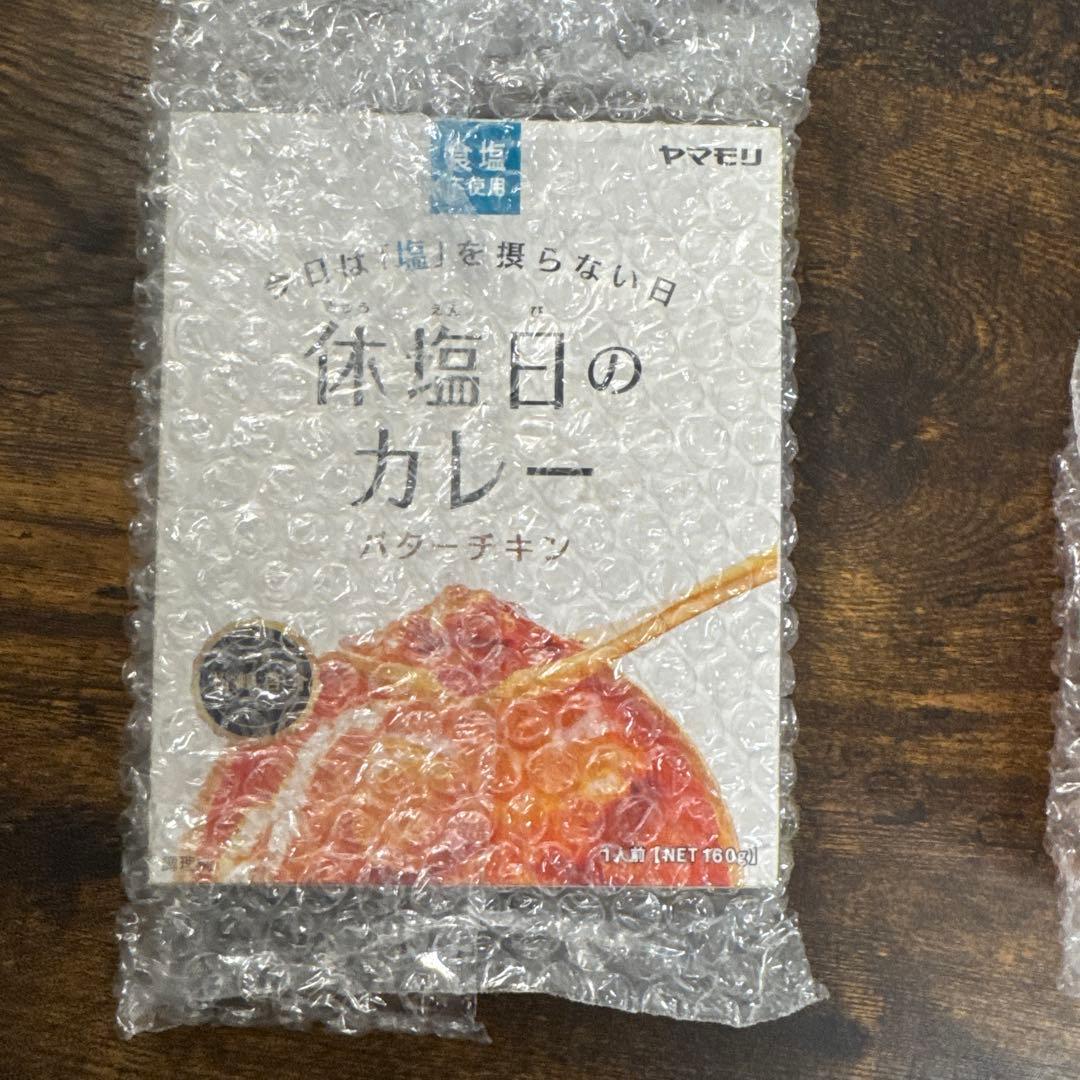 食塩
不使用
ヤマモリ
今日は「塩」を摂らない日
きゅう えん び
休塩日の
カレー
バターチキン
1人前【NET 160g】